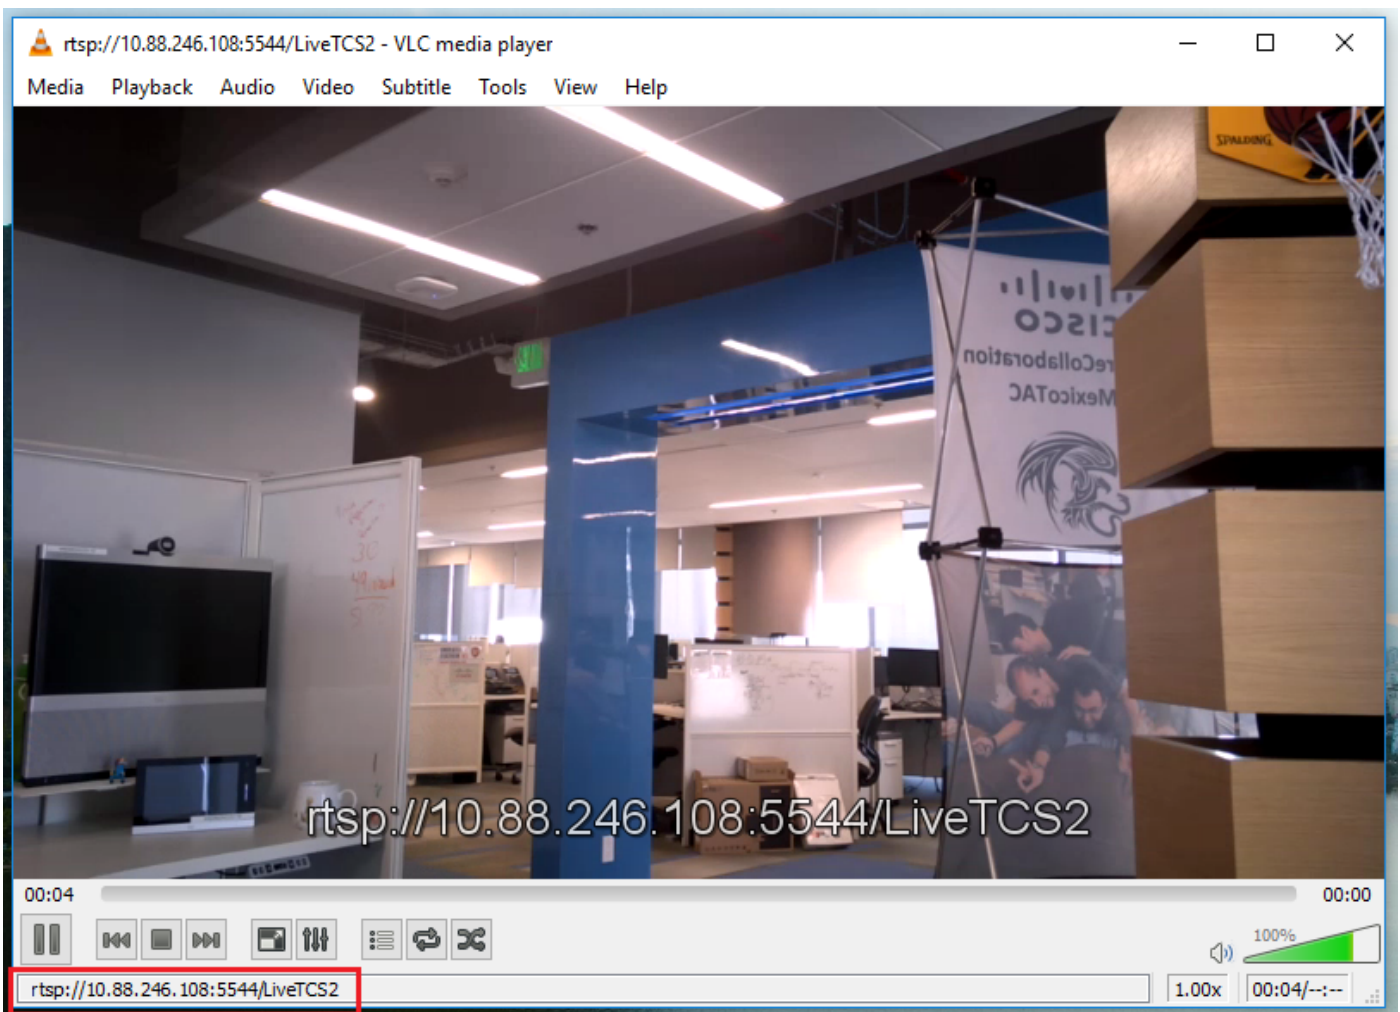 rtsp://10.88.246.108:5544/LiveTCS2 - VLC media player
Media Playback Audio Video Subtitle Tools View Help
SPALDING
CISCO
reCollaboration
MexicoTAC
30
rtsp://10.88.246.108:5544/LiveTCS2
00:04 00:00
100%
rtsp://10.88.246.108:5544/LiveTCS2 1.00x 00:04/--:--